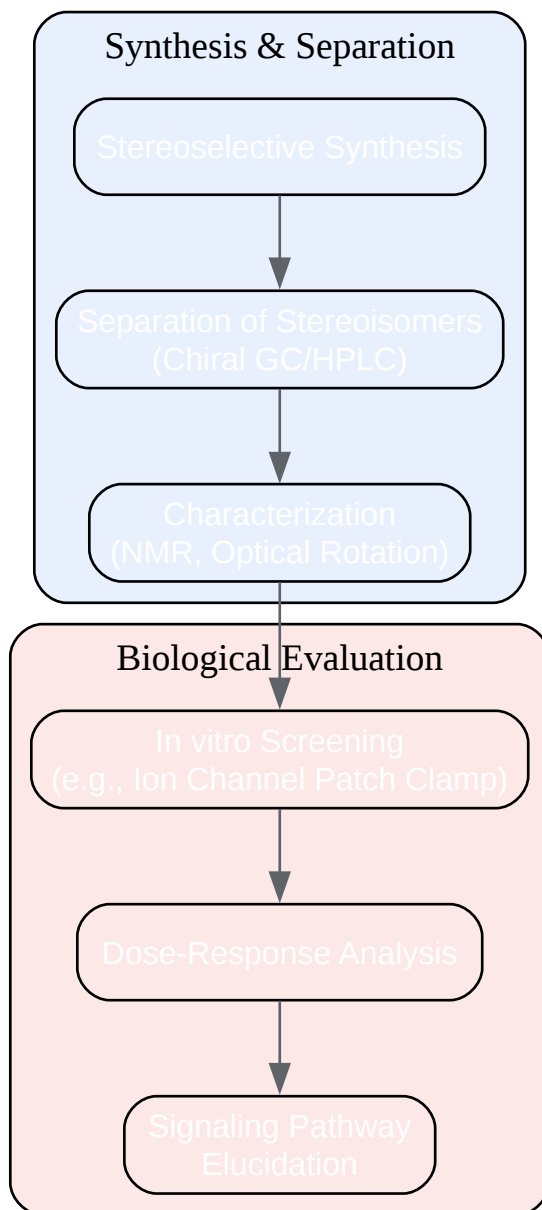 Synthesis & Separation
Stereoselective Synthesis
Separation of Stereoisomers
(Chiral GC/HPLC)
Characterization
(NMR, Optical Rotation)
Biological Evaluation
In vitro Screening
(e.g., Ion Channel Patch Clamp)
Dose-Response Analysis
Signaling Pathway
Elucidation